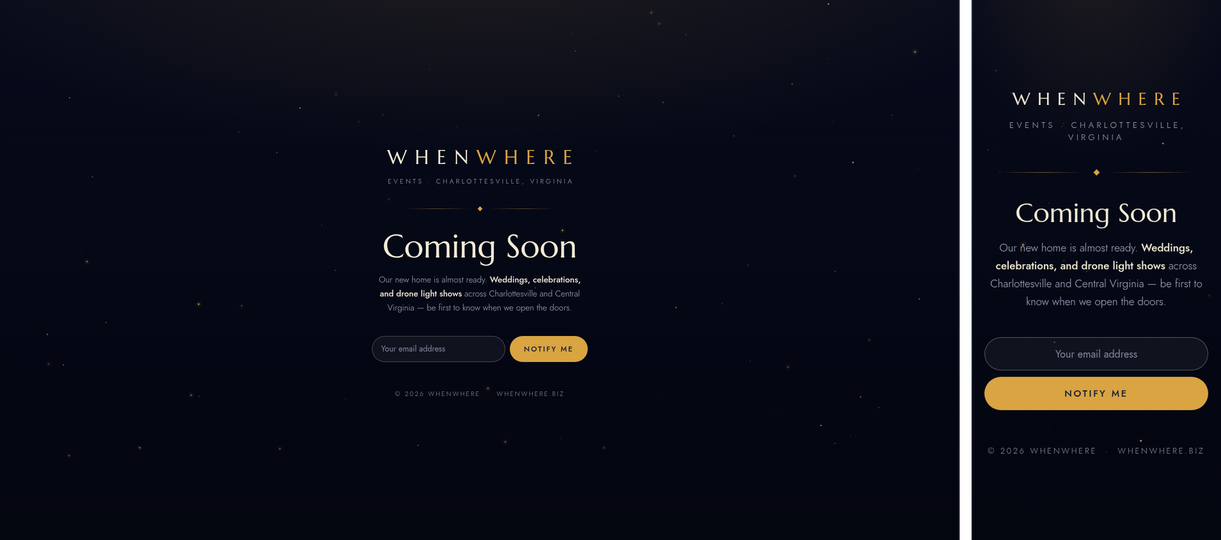 WHENWHERE
EVENTS · CHARLOTTESVILLE, VIRGINIA
Coming Soon
Our new home is almost ready. Weddings, celebrations,
and drone light shows across Charlottesville and Central
Virginia — be first to know when we open the doors.
Your email address
NOTIFY ME
© 2026 WHENWHERE · WHENWHERE.BIZ
WHENWHERE
EVENTS · CHARLOTTESVILLE,
VIRGINIA
Coming Soon
Our new home is almost ready. Weddings,
celebrations, and drone light shows across
Charlottesville and Central Virginia — be first to
know when we open the doors.
Your email address
NOTIFY ME
© 2026 WHENWHERE · WHENWHERE.BIZ